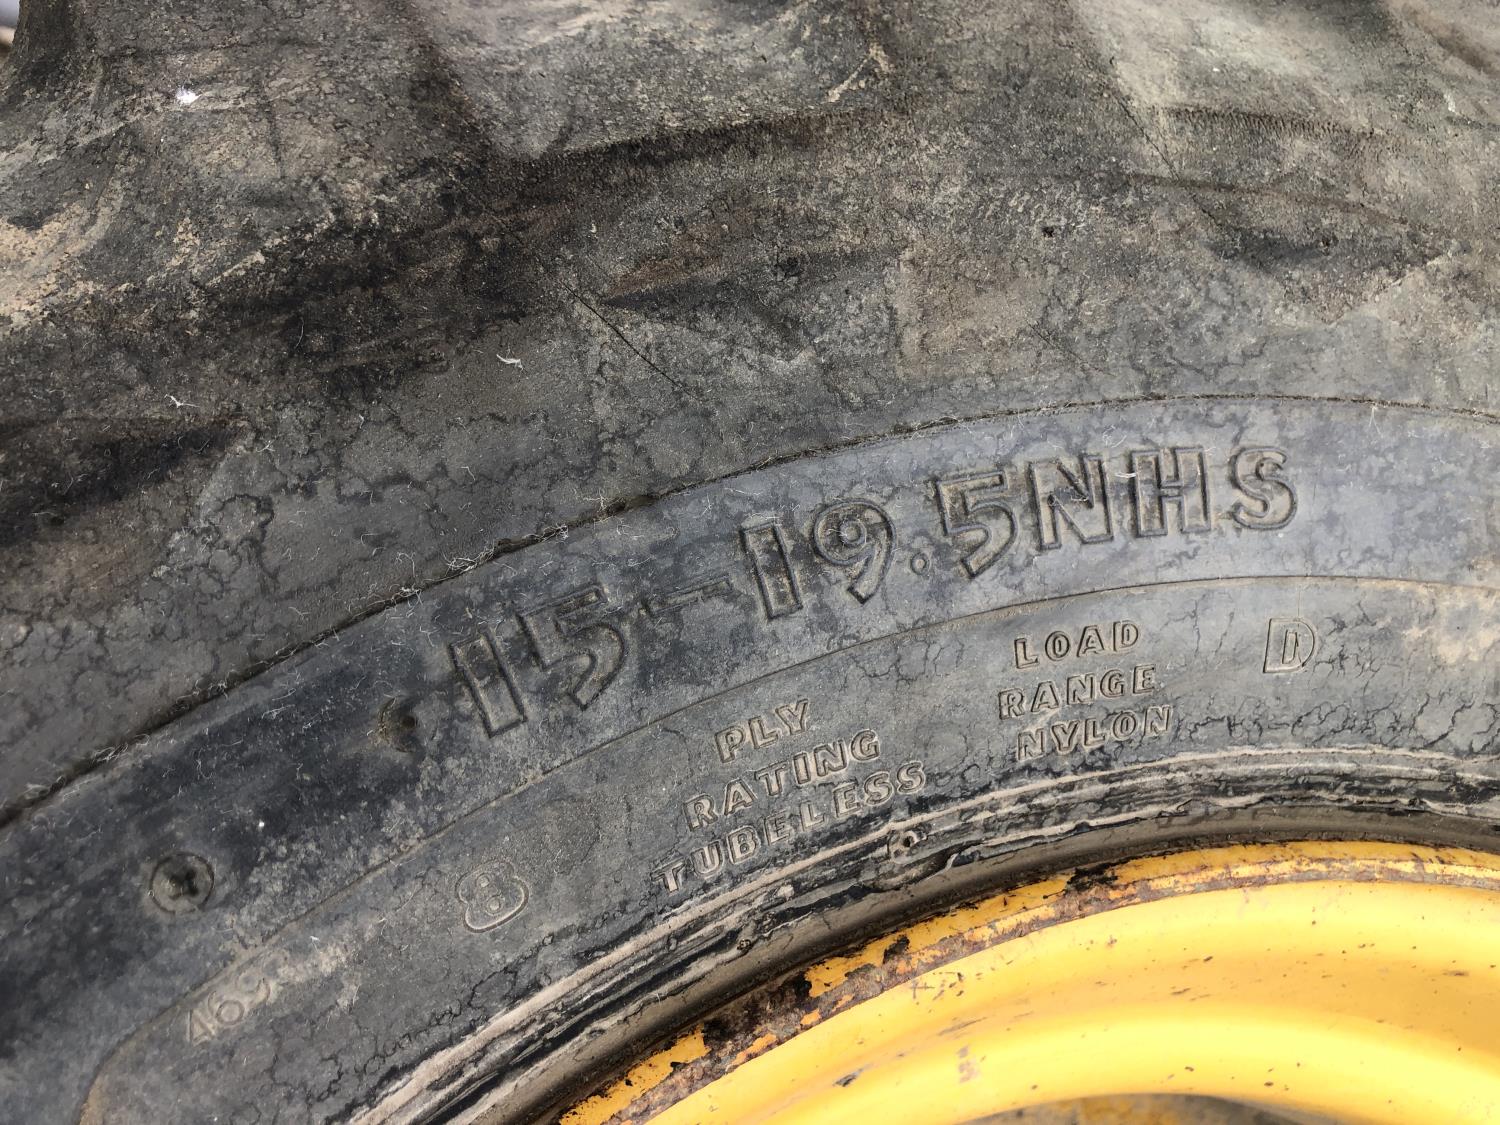 15-19.5NHS
LOAD
RANGE
NYLON
D
PLY
RATING
TUBELESS
8